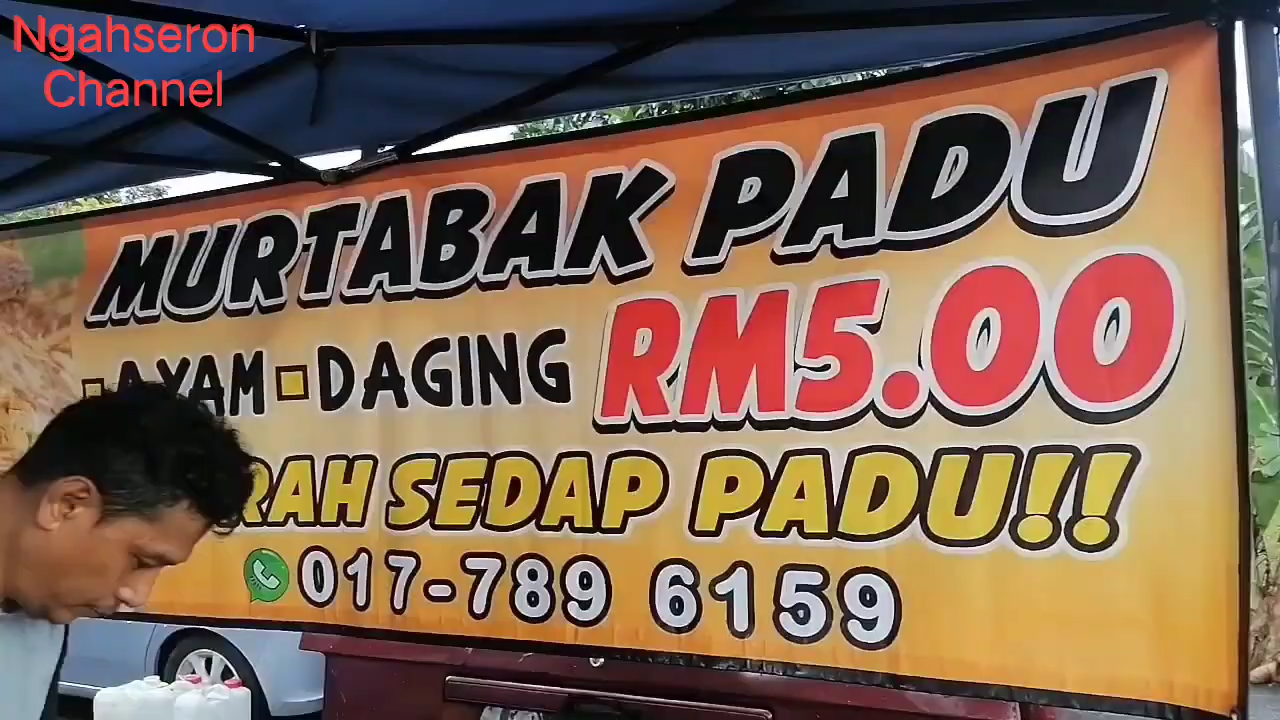 Ngahseron
Channel
MURTABAK PADU
AYAM DAGING RM5.00
SEDAP PADU!!
017-789 6159